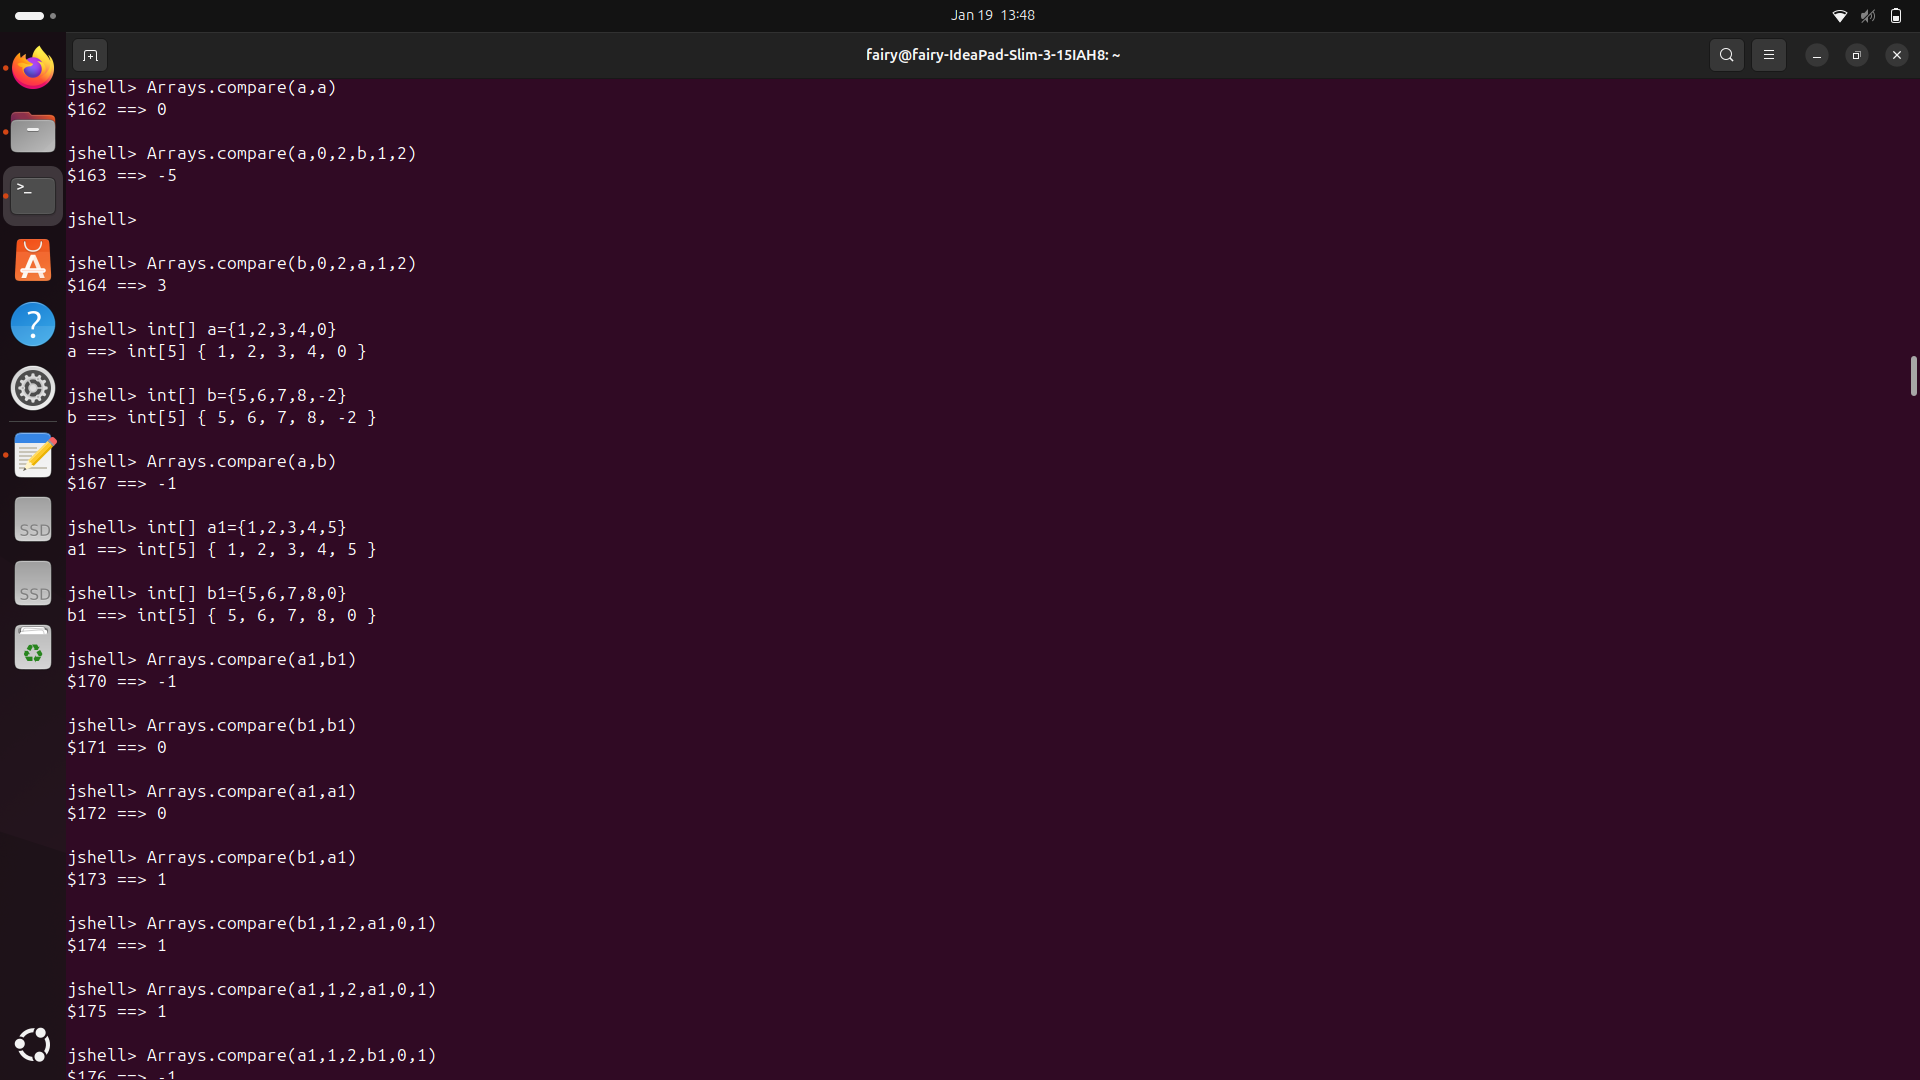 Jan 19 13:48
fairy@fairy-IdeaPad-Slim-3-15IAH8: ~
jshell> Arrays.compare(a,a)
$162 ==> 0
jshell> Arrays.compare(a,0,2,b,1,2)
$163 ==> -5
jshell>
jshell> Arrays.compare(b,0,2,a,1,2)
$164 ==> 3
jshell> int[] a={1,2,3,4,0}
a ==> int[5] { 1, 2, 3, 4, 0 }
jshell> int[] b={5,6,7,8,-2}
b ==> int[5] { 5, 6, 7, 8, -2 }
jshell> Arrays.compare(a,b)
$167 ==> -1
jshell> int[] a1={1,2,3,4,5}
a1 ==> int[5] { 1, 2, 3, 4, 5 }
jshell> int[] b1={5,6,7,8,0}
b1 ==> int[5] { 5, 6, 7, 8, 0 }
jshell> Arrays.compare(a1,b1)
$170 ==> -1
jshell> Arrays.compare(b1,b1)
$171 ==> 0
jshell> Arrays.compare(a1,a1)
$172 ==> 0
jshell> Arrays.compare(b1,a1)
$173 ==> 1
jshell> Arrays.compare(b1,1,2,a1,0,1)
$174 ==> 1
jshell> Arrays.compare(a1,1,2,a1,0,1)
$175 ==> 1
jshell> Arrays.compare(a1,1,2,b1,0,1)
$176 ==> -1
>_
?
SSD
SSD